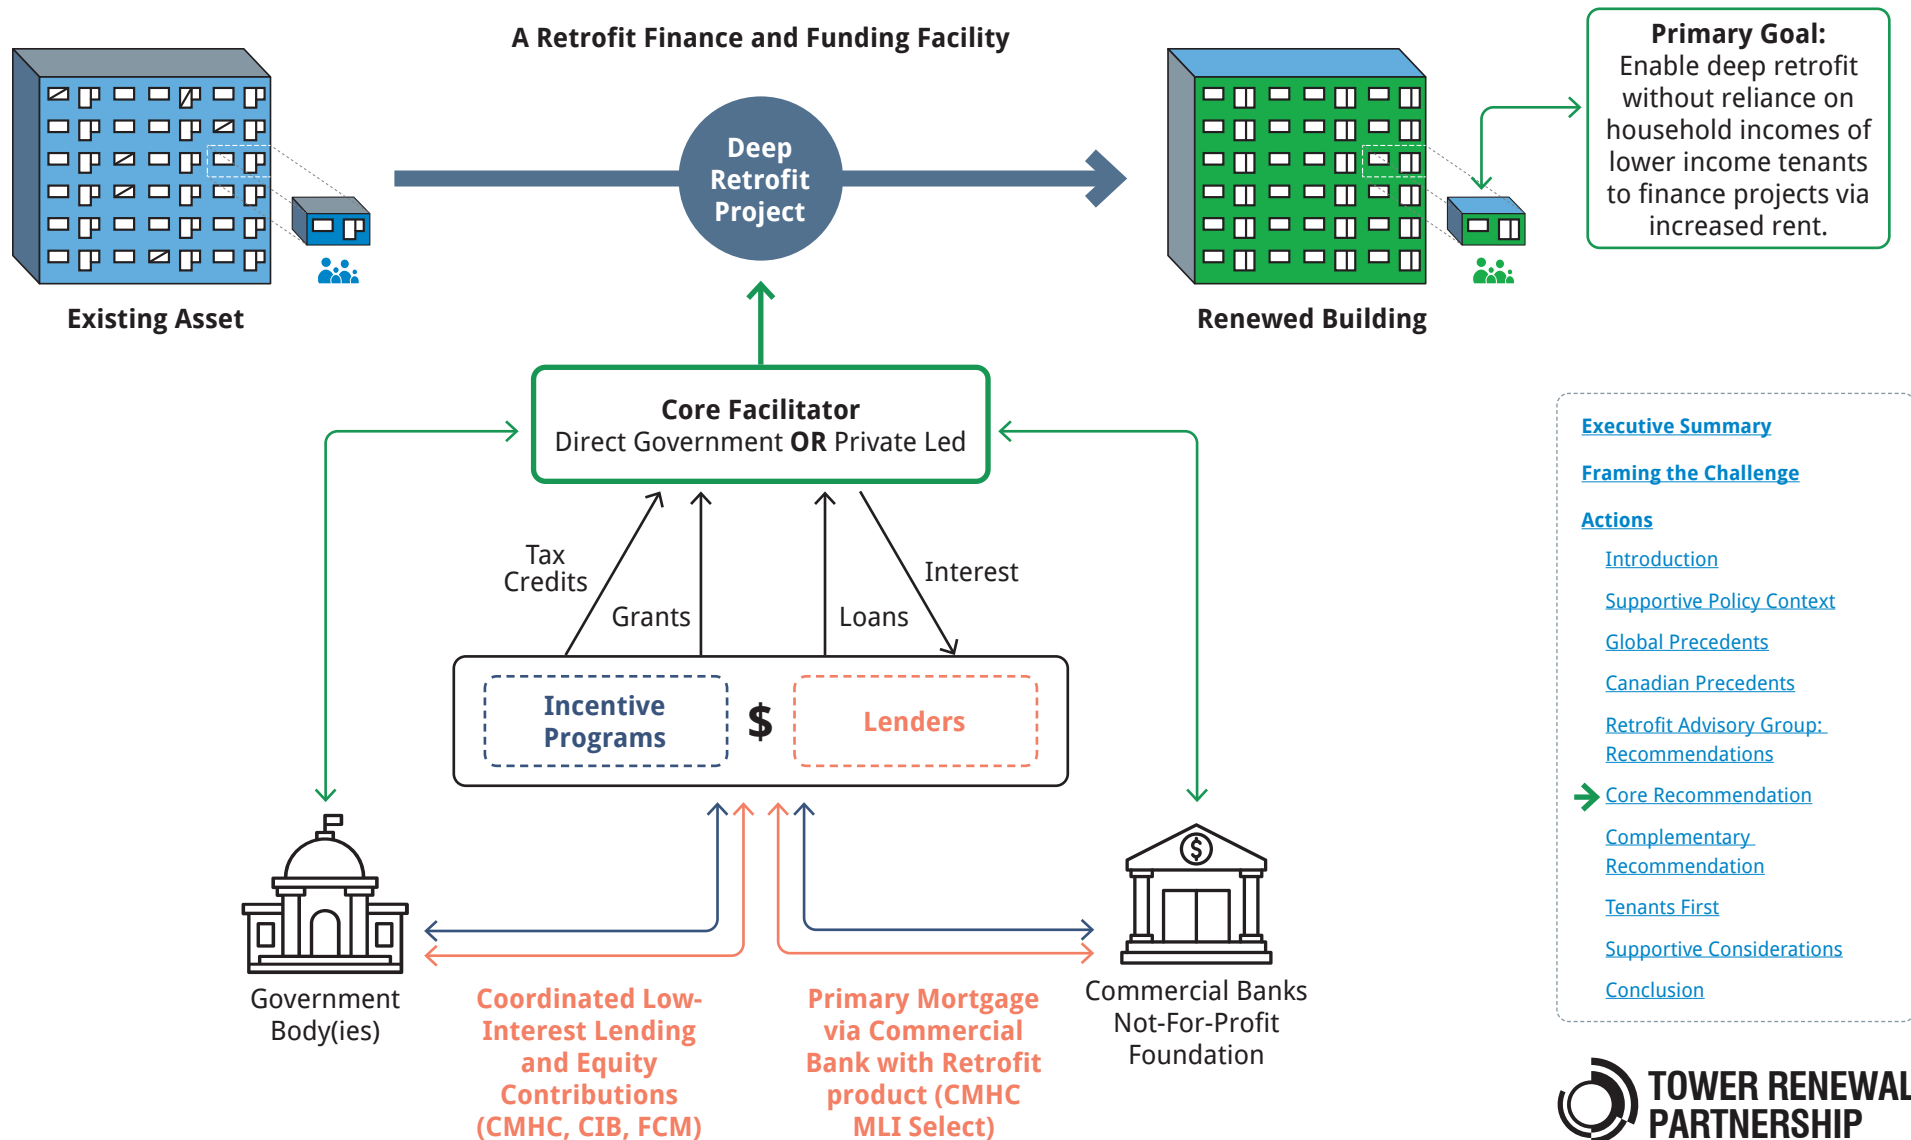 A Retrofit Finance and Funding Facility
Primary Goal:
Enable deep retrofit
without reliance on
household incomes of
lower income tenants
to finance projects via
increased rent.
Deep
Retrofit
Project
Existing Asset
Renewed Building
Core Facilitator
Direct Government OR Private Led
Tax
Credits
Grants
Loans
Interest
Incentive
Programs
$
Lenders
$
Government
Body(ies)
Coordinated Low-
Interest Lending
and Equity
Contributions
(CMHC, CIB, FCM)
Primary Mortgage
via Commercial
Bank with Retrofit
product (CMHC
MLI Select)
Commercial Banks
Not-For-Profit
Foundation
Executive Summary
Framing the Challenge
Actions
Introduction
Supportive Policy Context
Global Precedents
Canadian Precedents
Retrofit Advisory Group:
Recommendations
Core Recommendation
Complementary
Recommendation
Tenants First
Supportive Considerations
Conclusion
TOWER RENEWAL
PARTNERSHIP